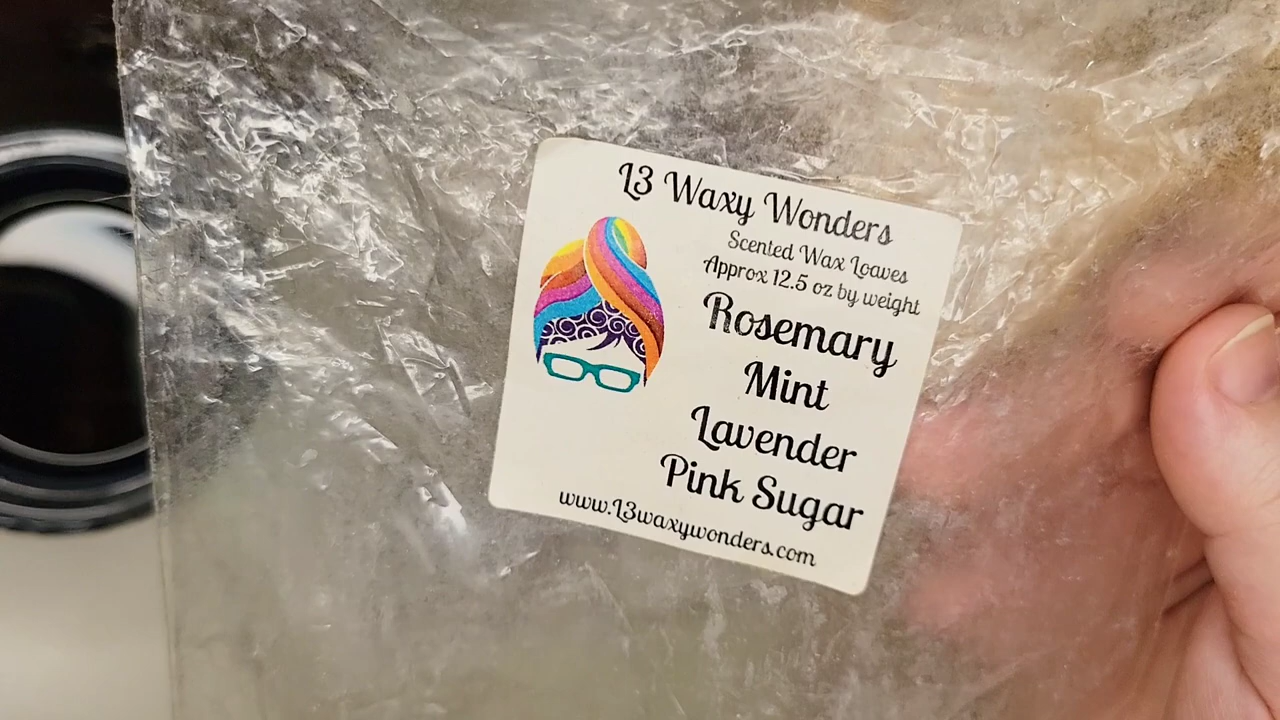 L3 Waxy Wonders
Scented Wax Loaves
Approx 12.5 oz by weight
Rosemary
Mint
Lavender
Pink Sugar
www.L3waxywonders.com